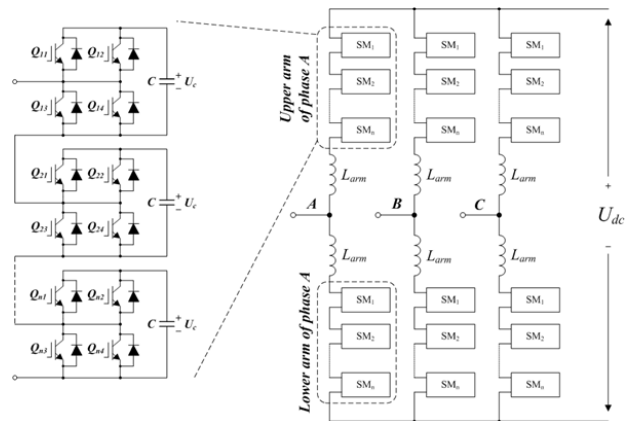 Q11
Q12
C
+
−
Uc
Q13
Q14
Q21
Q22
C
+
−
Uc
Q23
Q24
Qn1
Qn2
C
+
−
Uc
Qn3
Qn4
Upper arm
of phase A
SM1
SM1
SM1
SM2
SM2
SM2
SMn
SMn
SMn
Larm
Larm
Larm
A
B
C
+
Udc
−
Larm
Larm
Larm
Lower arm of phase A
SM1
SM1
SM1
SM2
SM2
SM2
SMn
SMn
SMn